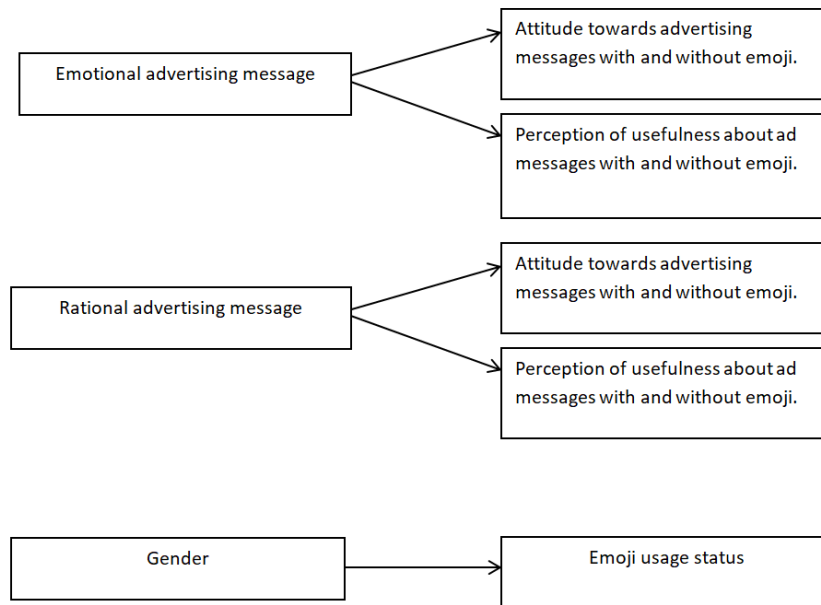 Emotional advertising message
Attitude towards advertising
messages with and without emoji.
Perception of usefulness about ad
messages with and without emoji.
Rational advertising message
Attitude towards advertising
messages with and without emoji.
Perception of usefulness about ad
messages with and without emoji.
Gender
Emoji usage status